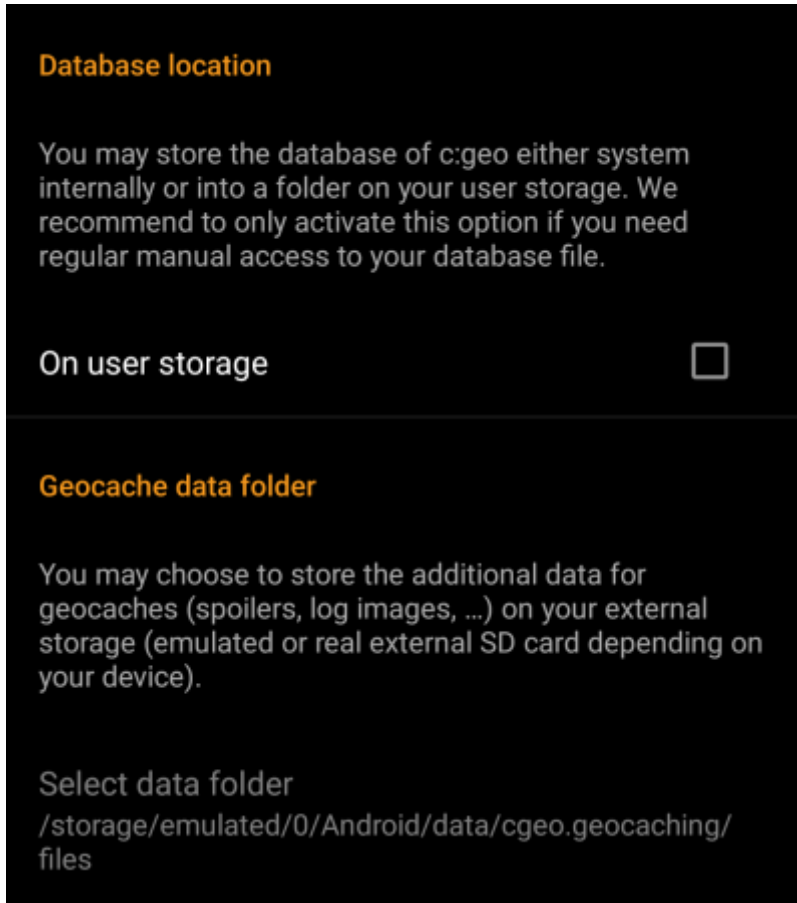 Database location
You may store the database of c:geo either system
internally or into a folder on your user storage. We
recommend to only activate this option if you need
regular manual access to your database file.
On user storage
Geocache data folder
You may choose to store the additional data for
geocaches (spoilers, log images, …) on your external
storage (emulated or real external SD card depending on
your device).
Select data folder
/storage/emulated/0/Android/data/cgeo.geocaching/
files